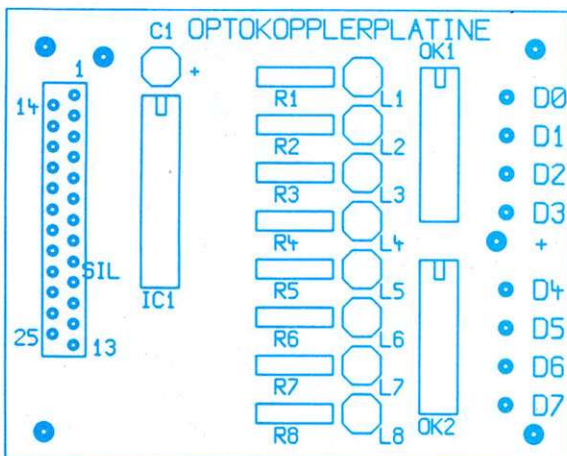 C1 OPTOKOPPLERPLATINE
OK1
+
1
14
SIL
25
13
IC1
R1
L1
R2
L2
R3
L3
R4
L4
R5
L5
R6
L6
R7
L7
R8
L8
OK2
D0
D1
D2
D3
+
D4
D5
D6
D7